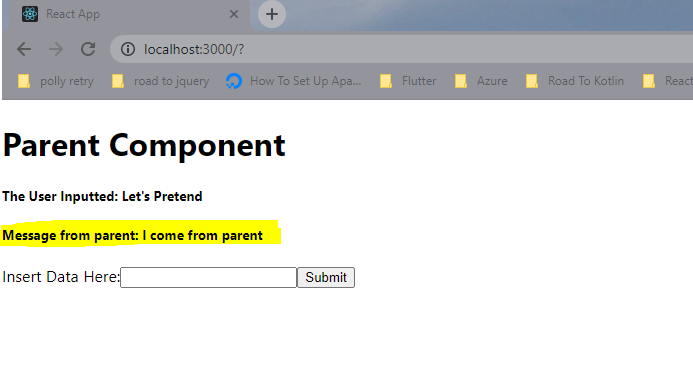 React App
localhost:3000/?
polly retry road to jquery How To Set Up Apa... Flutter Azure Road To Kotlin React
Parent Component
The User Inputted: Let's Pretend
Message from parent: I come from parent
Insert Data Here: Submit